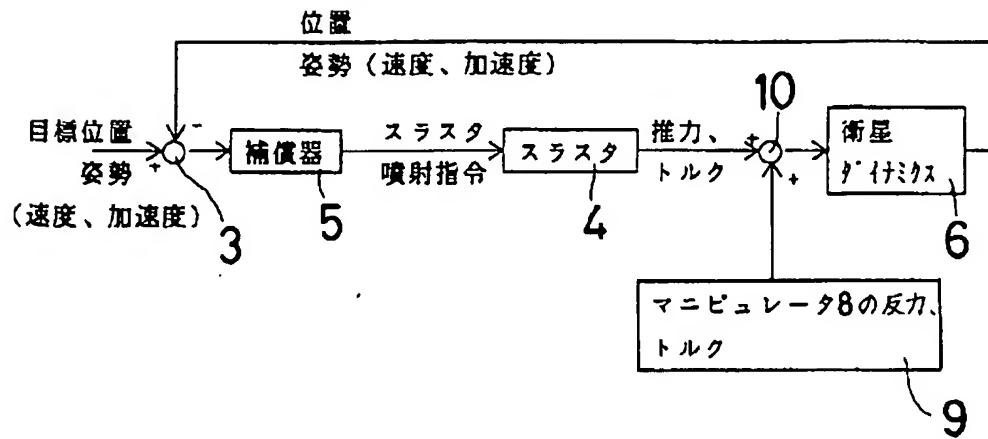 位置
姿勢（速度、加速度）
10
目標位置
姿勢
（速度、加速度）
-
+
補償器
スラスタ
噴射指令
スラスタ
推力、
トルク
+
+
衛星
ダイナミクス
3
5
4
6
マニピュレータ8の反力、
トルク
9